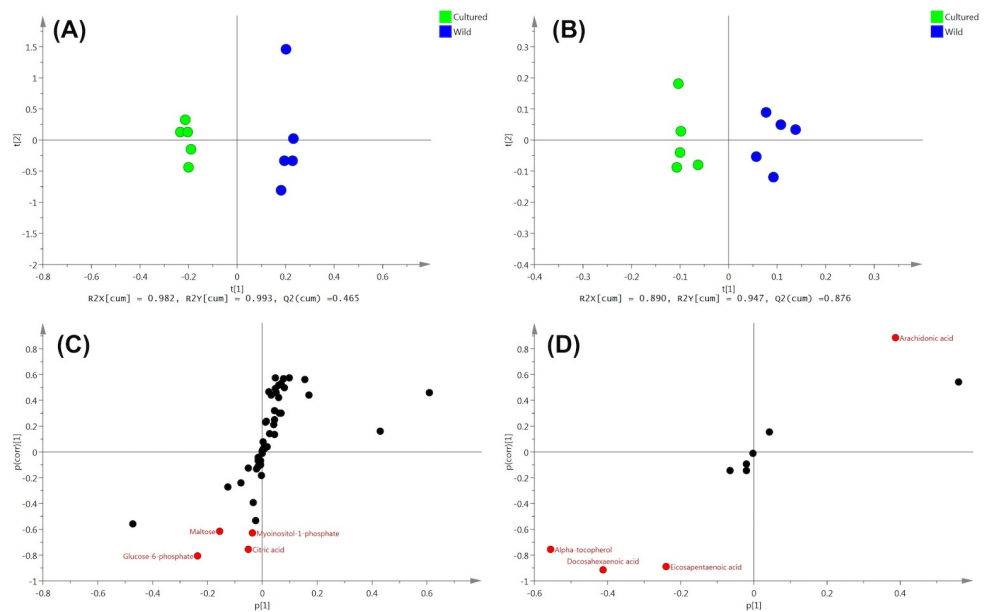 (A)
Cultured
Wild
1.5
1
0.5
0
-0.5
-1
-1.5
-2
t[2]
-0.8 -0.6 -0.4 -0.2 0 0.2 0.4 0.6
t[1]
R2X[cum] = 0.982, R2Y[cum] = 0.993, Q2(cum) =0.465
(B)
Cultured
Wild
0.3
0.2
0.1
0
-0.1
-0.2
-0.3
-0.4
t[2]
-0.4 -0.3 -0.2 -0.1 0 0.1 0.2 0.3
t[1]
R2X[cum] = 0.890, R2Y[cum] = 0.947, Q2(cum) =0.876
(C)
0.8
0.6
0.4
0.2
0
-0.2
-0.4
-0.6
-0.8
-1
p(corr)[1]
Maltose
Myoinositol-1-phosphate
Citric acid
Glucose-6-phosphate
-0.8 -0.6 -0.4 -0.2 0 0.2 0.4 0.6
p[1]
(D)
0.8
0.6
0.4
0.2
0
-0.2
-0.4
-0.6
-0.8
-1
p(corr)[1]
Arachidonic acid
Alpha-tocopherol
Docosahexaenoic acid
Eicosapentaenoic acid
-0.6 -0.4 -0.2 0 0.2 0.4
p[1]